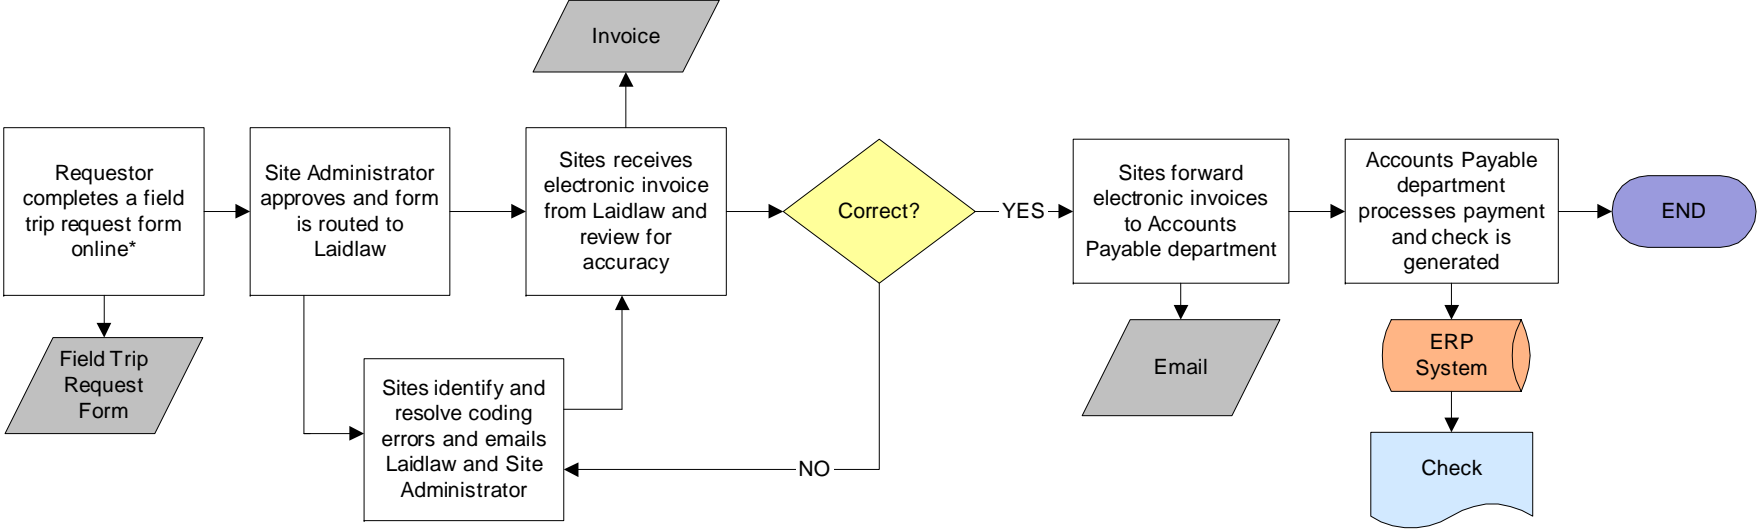 Invoice
Requestor
completes a field
trip request form
online*
Site Administrator
approves and form
is routed to
Laidlaw
Sites receives
electronic invoice
from Laidlaw and
review for
accuracy
Correct?
YES
Sites forward
electronic invoices
to Accounts
Payable department
Accounts Payable
department
processes payment
and check is
generated
END
Field Trip
Request
Form
Sites identify and
resolve coding
errors and emails
Laidlaw and Site
Administrator
NO
Email
ERP
System
Check